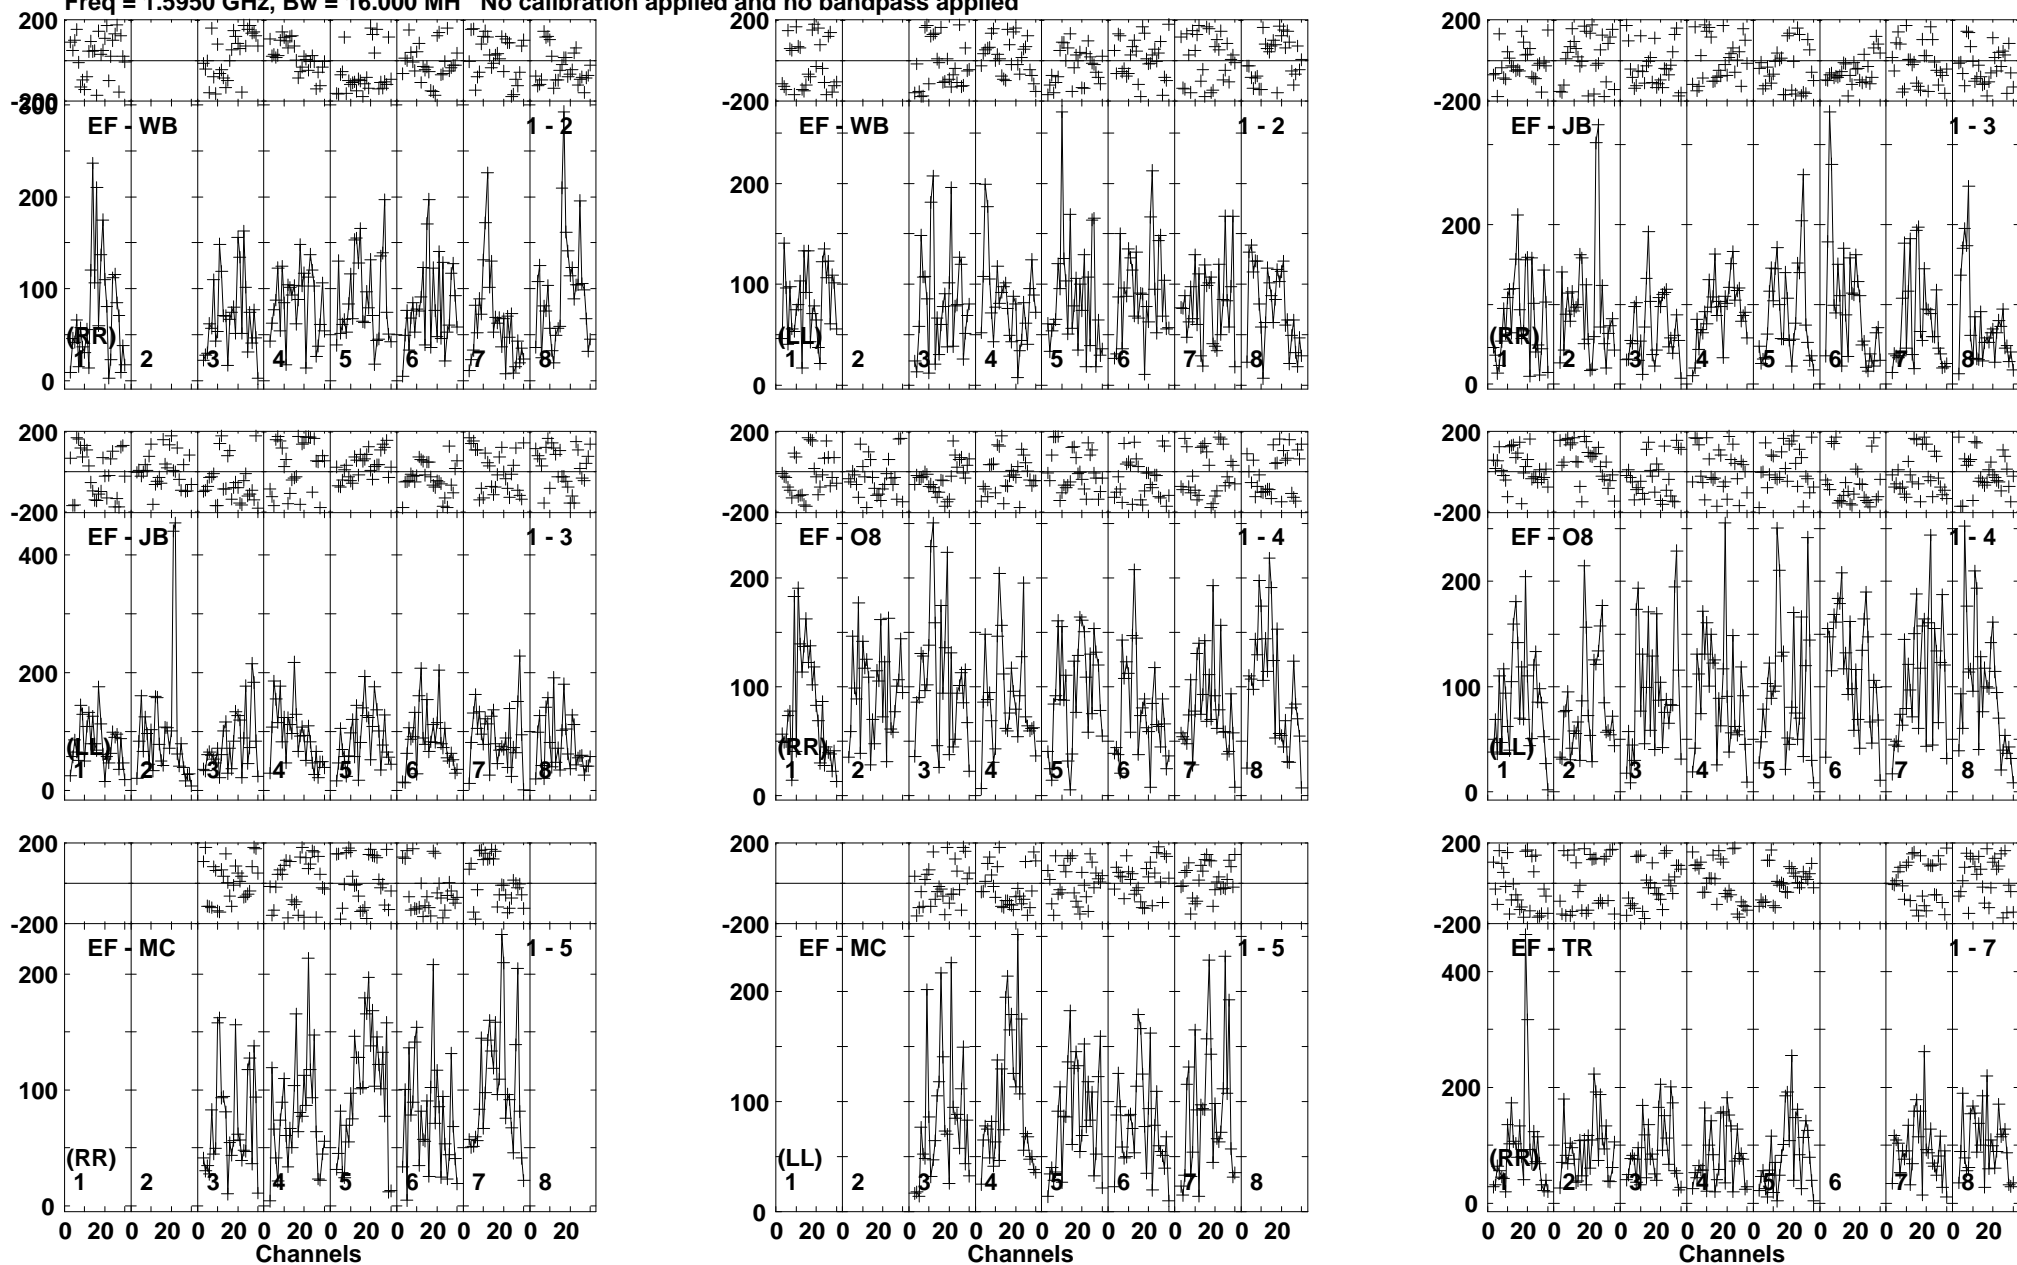 Freq = 1.5950 GHz, Bw = 16.000 MH   No calibration applied and no bandpass applied
200 200 200
-200 -200 -200
300
EF - WB 1 - 2 EF - WB 1 - 2 EF - JB 1 - 3
200 200 200
100 100
(RR) (LL) (RR)
1 2 3 4 5 6 7 8 1 2 3 4 5 6 7 8 1 2 3 4 5 6 7 8
0 0 0
200 200 200
-200 -200 -200
EF - JB 1 - 3 EF - O8 1 - 4 EF - O8 1 - 4
400 200 200
200 100 100
(LL) (RR) (LL)
1 2 3 4 5 6 7 8 1 2 3 4 5 6 7 8 1 2 3 4 5 6 7 8
0 0 0
200 200 200
-200 -200 -200
EF - MC 1 - 5 EF - MC 1 - 5 EF - TR 1 - 7
200 200 400
100 100 200
(RR) (LL) (RR)
1 2 3 4 5 6 7 8 1 2 3 4 5 6 7 8 1 2 3 4 5 6 7 8
0 0 0
0 20 0 20 0 20 0 20 0 20 0 20 0 20 0 20 0 20 0 20 0 20 0 20 0 20 0 20 0 20 0 20 0 20 0 20 0 20 0 20 0 20 0 20 0 20 0 20
Channels Channels Channels